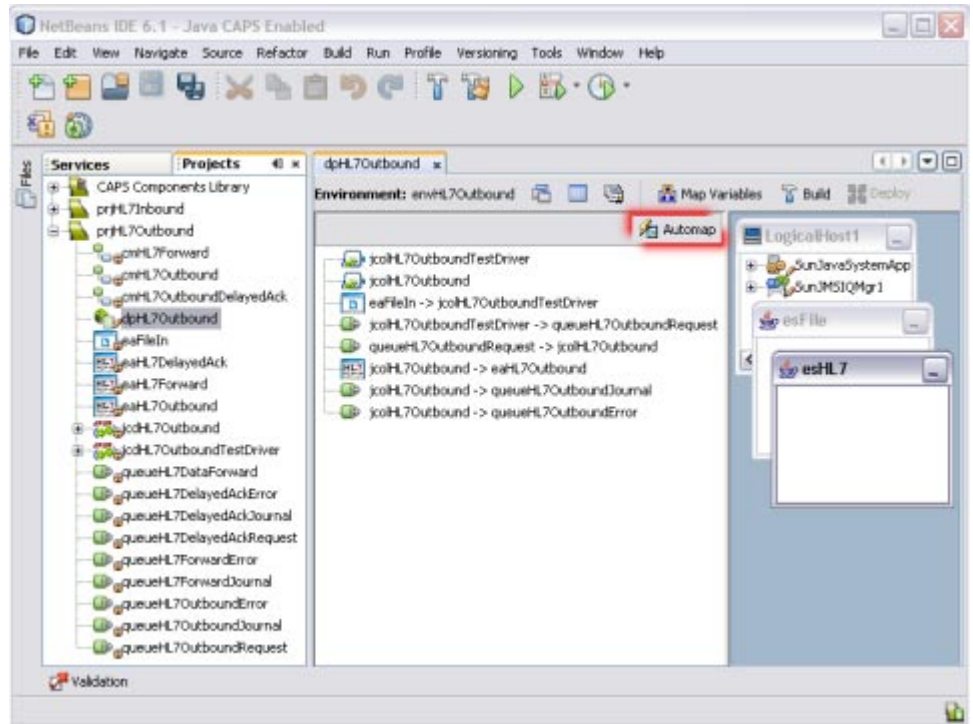 NetBeans IDE 6.1 - Java CAPS Enabled
File Edit View Navigate Source Refactor Build Run Profile Versioning Tools Window Help
Files
Services Projects
CAPS Components Library
prjHL7Inbound
prjHL7Outbound
cmHL7Forward
cmHL7Outbound
cmHL7OutboundDelayedAck
dpHL7Outbound
eaFileIn
eaHL7DelayedAck
eaHL7Forward
eaHL7Outbound
jcdHL7Outbound
jcdHL7OutboundTestDriver
queueHL7DataForward
queueHL7DelayedAckError
queueHL7DelayedAckJournal
queueHL7DelayedAckRequest
queueHL7ForwardError
queueHL7ForwardJournal
queueHL7OutboundError
queueHL7OutboundJournal
queueHL7OutboundRequest
dpHL7Outbound
Environment: envHL7Outbound Map Variables Build Deploy
Automap
jcolHL7OutboundTestDriver
jcolHL7Outbound
eaFileIn -> jcolHL7OutboundTestDriver
jcolHL7OutboundTestDriver -> queueHL7OutboundRequest
queueHL7OutboundRequest -> jcolHL7Outbound
jcolHL7Outbound -> eaHL7Outbound
jcolHL7Outbound -> queueHL7OutboundJournal
jcolHL7Outbound -> queueHL7OutboundError
LogicalHost1
SunJavaSystemApp
SunJMSIQMgr1
esFile
esHL7
Validation